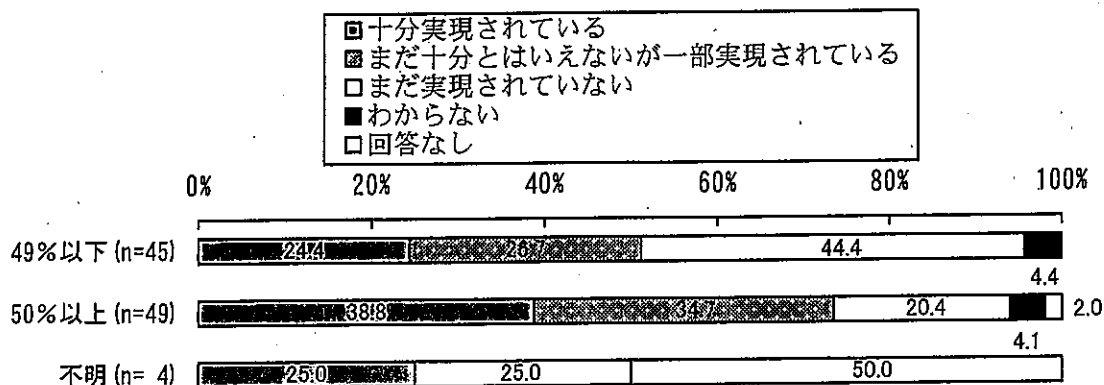 十分実現されている
まだ十分とはいえないが一部実現されている
まだ実現されていない
わからない
回答なし
0% 20% 40% 60% 80% 100%
49%以下(n=45) 24.4 26.7 44.4
4.4
50%以上(n=49) 38.8 34.7 20.4 2.0
4.1
不明(n= 4) 25.0 25.0 50.0